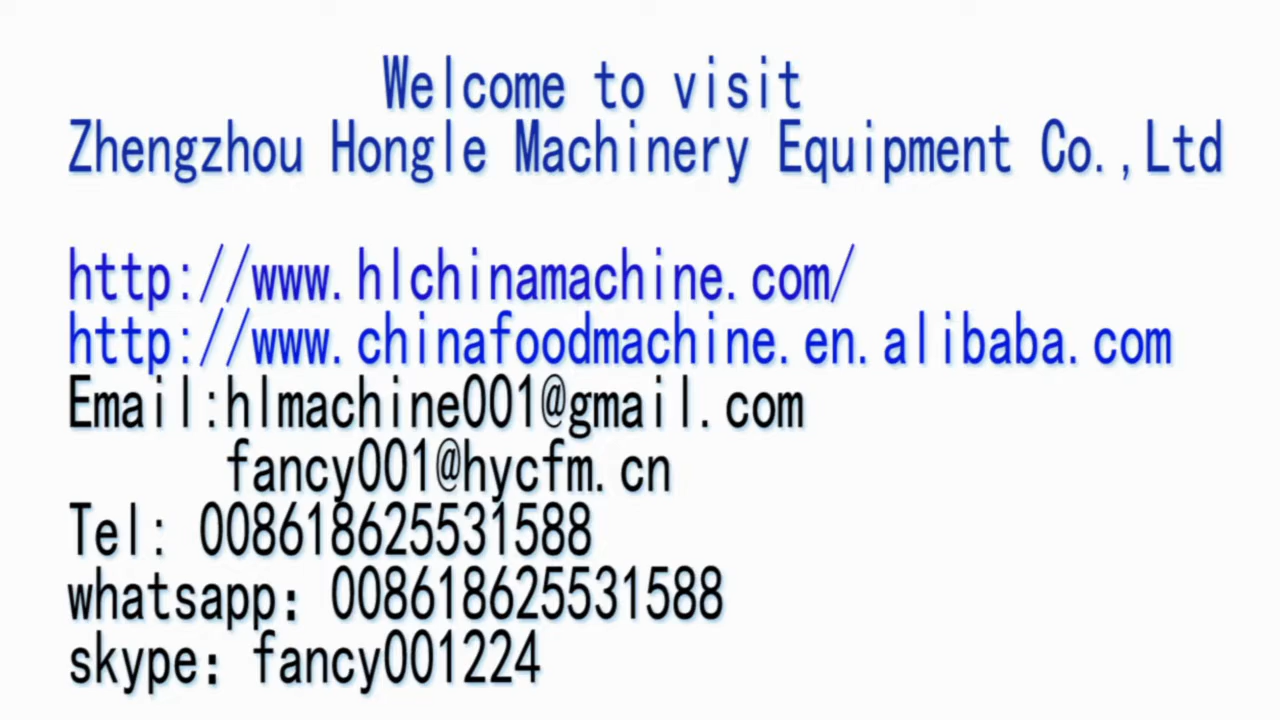 Welcome to visit
Zhengzhou Hongle Machinery Equipment Co.,Ltd
http://www.hlchinamachine.com/
http://www.chinafoodmachine.en.alibaba.com
Email:hlmachine001@gmail.com
fancy001@hycfm.cn
Tel: 008618625531588
whatsapp：008618625531588
skype：fancy001224